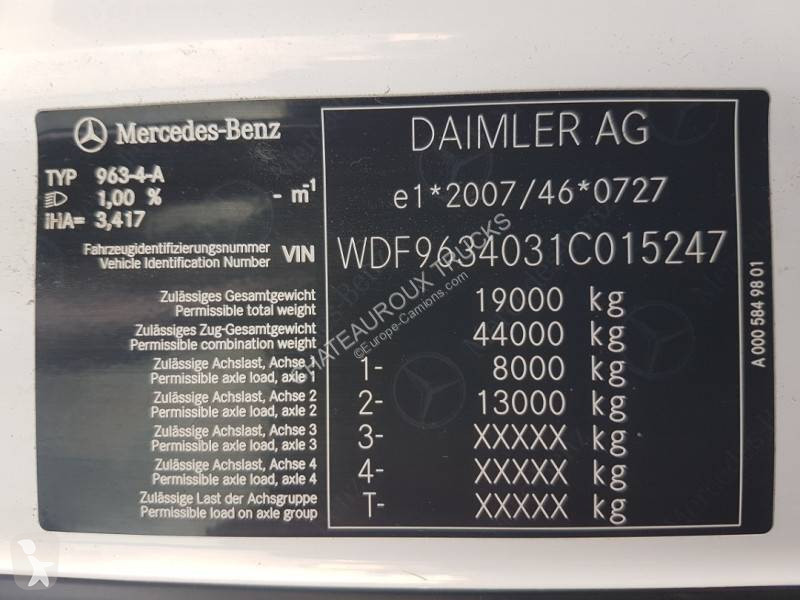 Mercedes-Benz
DAIMLER AG
TYP 963-4-A
1,00 % - m-1
iHA= 3,417
e1*2007/46*0727
Fahrzeugidentifizierungsnummer
Vehicle Identification Number
VIN
WDF9634031C015247
Zulässiges Gesamtgewicht
Permissible total weight
19000 kg
Zulässiges Zug-Gesamtgewicht
Permissible combination weight
44000 kg
Zulässige Achslast, Achse 1
Permissible axle load, axle 1
1- 8000 kg
Zulässige Achslast, Achse 2
Permissible axle load, axle 2
2- 13000 kg
Zulässige Achslast, Achse 3
Permissible axle load, axle 3
3- XXXXX kg
Zulässige Achslast, Achse 4
Permissible axle load, axle 4
4- XXXXX kg
Zulässige Last der Achsgruppe
Permissible load on axle group
T- XXXXX kg
A 000 584 98 01
CHATEAUROUX TRUCKS
©Europe-Camions.com